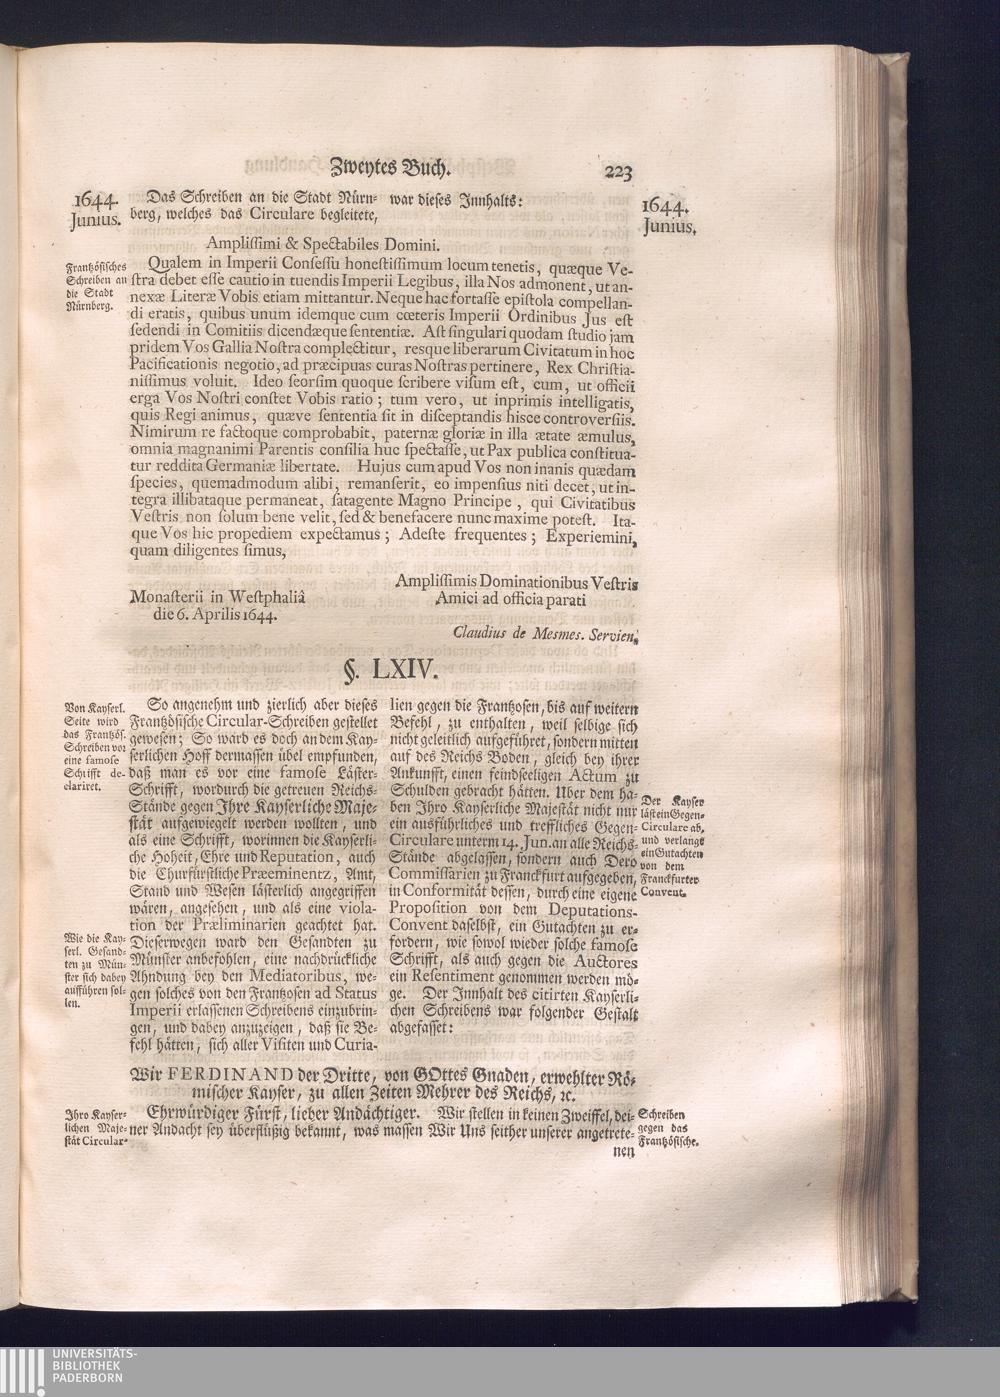 Zweytes Buch.
223
1644.
Junius.
1644.
Junius.
Das Schreiben an die Stadt Nürn-
berg, welches das Circulare begleitete,
war dieses Innhalts:
Amplissimi & Spectabiles Domini.
Frantzösisches
Schreiben an
die Stadt
Nürnberg.
Qualem in Imperii Consessu honestissimum locum tenetis, quæque Ve-
stra debet esse cautio in tuendis Imperii Legibus, illa Nos admonent, ut an-
nexæ Literæ Vobis etiam mittantur. Neque hac fortasse epistola compellan-
di eratis, quibus unum idemque cum cœteris Imperii Ordinibus Jus est
sedendi in Comitiis dicendæque sententiæ. Ast singulari quodam studio jam
pridem Vos Gallia Nostra complectitur, resque liberarum Civitatum in hoc
Pacificationis negotio, ad præcipuas curas Nostras pertinere, Rex Christia-
nissimus voluit. Ideo seorsim quoque scribere visum est, cum, ut officii
erga Vos Nostri constet Vobis ratio; tum vero, ut inprimis intelligatis,
quis Regi animus, quæve sententia sit in disceptandis hisce controversiis.
Nimirum re factoque comprobabit, paternæ gloriæ in illa ætate æmulus,
omnia magnanimi Parentis consilia huc spectasse, ut Pax publica constitua-
tur reddita Germaniæ libertate. Hujus cum apud Vos non inanis quædam
species, quemadmodum alibi, remanserit, eo impensius niti decet, ut in-
tegra illibataque permaneat, satagente Magno Principe, qui Civitatibus
Vestris non solum bene velit, sed & benefacere nunc maxime potest. Ita-
que Vos hic propediem expectamus; Adeste frequentes; Experiemini,
quam diligentes simus,
Amplissimis Dominationibus Vestris
Monasterii in Westphaliâ
Amici ad officia parati
die 6. Aprilis 1644.
Claudius de Mesmes. Servien,
§. LXIV.
Von Kayserl.
Seite wird
das Frantzös.
Schreiben vor
eine famose
Schrifft de-
clariret.
So angenehm und zierlich aber dieses
Frantzösische Circular-Schreiben gestellet
gewesen; So ward es doch an dem Kay-
serlichen Hoff dermassen übel empfunden,
daß man es vor eine famose Läster-
Schrifft, wordurch die getreuen Reichs-
Stände gegen Ihre Kayserliche Maje-
stät aufgewiegelt werden wollten, und
als eine Schrifft, worinnen die Kayserli-
che Hoheit, Ehre und Reputation, auch
die Churfürstliche Præeminentz, Amt,
Stand und Wesen lästerlich angegriffen
wären, angesehen, und als eine viola-
tion der Præliminarien geachtet hat.
Wie die Kay-
serl. Gesand-
ten zu Mün-
ster sich dabey
aufführen sol-
len.
Dieserwegen ward den Gesandten zu
Münster anbefohlen, eine nachdrückliche
Ahndung bey den Mediatoribus, we-
gen solches von den Frantzosen ad Status
Imperii erlassenen Schreibens einzubrin-
gen, und dabey anzuzeigen, daß sie Be-
fehl hätten, sich aller Visiten und Curia-
lien gegen die Frantzosen, bis auf weitern
Befehl, zu enthalten, weil selbige sich
nicht geleitlich aufgeführet, sondern mitten
auf des Reichs Boden, gleich bey ihrer
Ankunfft, einen feindseeligen Actum zu
Schulden gebracht hätten. Uber dem ha-
ben Ihro Kayserliche Majestät nicht nur
ein ausführliches und treffliches Gegen-
Circulare unterm 14. Jun. an alle Reichs-
Stände abgelassen, sondern auch Dero
Commissarien zu Franckfurt aufgegeben,
in Conformität dessen, durch eine eigene
Proposition von dem Deputations-
Convent daselbst, ein Gutachten zu er-
fordern, wie sowol wieder solche famose
Schrifft, als auch gegen die Auctores
ein Resentiment genommen werden mö-
ge. Der Innhalt des citirten Kayserli-
chen Schreibens war folgender Gestalt
abgefasset:
Der Kayser
läst ein Gegen-
Circulare ab,
und verlangt
ein Gutachten
von dem
Franckfurter
Convent.
Wir FERDINAND der Dritte, von GOttes Gnaden, erwehlter Rö-
mischer Kayser, zu allen Zeiten Mehrer des Reichs, ꝛc.
Ihro Kayser-
lichen Maje-
stät Circular-
Ehrwürdiger Fürst, lieber Andächtiger. Wir stellen in keinen Zweiffel, dei-
ner Andacht sey überflüßig bekannt, was massen Wir Uns seither unserer angetrete-
nen
Schreiben
gegen das
Frantzösische.
UNIVERSITÄTS-
BIBLIOTHEK
PADERBORN